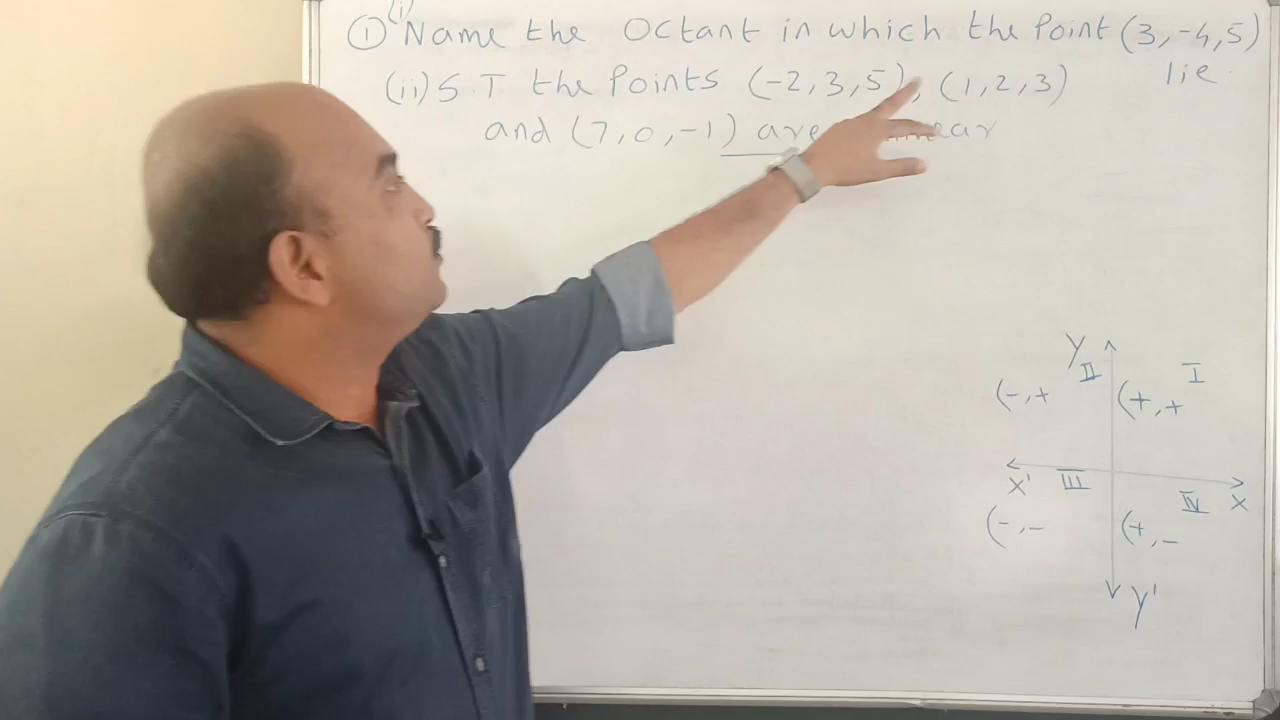 ① (i) Name the Octant in which the Point (3,-4,5) lie.
(ii) S.T the Points (-2,3,5), (1,2,3)
and (7,0,-1) are
Y
II
I
(-,+
(+,+
X'
III
IV
X
(-,-
(+,-
Y'